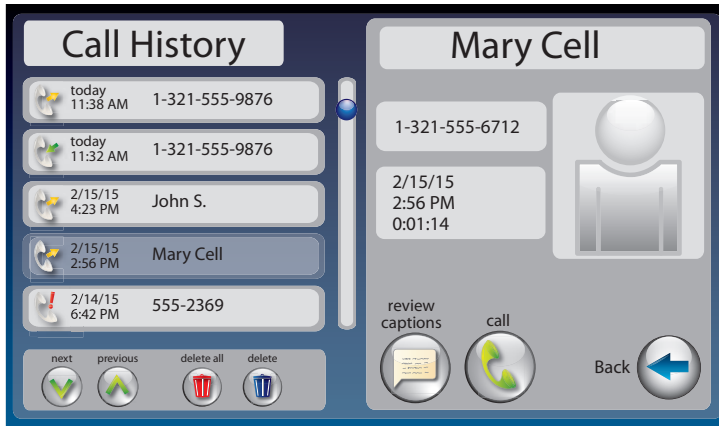 Call History
today
11:38 AM
1-321-555-9876
today
11:32 AM
1-321-555-9876
2/15/15
4:23 PM
John S.
2/15/15
2:56 PM
Mary Cell
2/14/15
6:42 PM
555-2369
next
previous
delete all
delete
Mary Cell
1-321-555-6712
2/15/15
2:56 PM
0:01:14
review
captions
call
Back